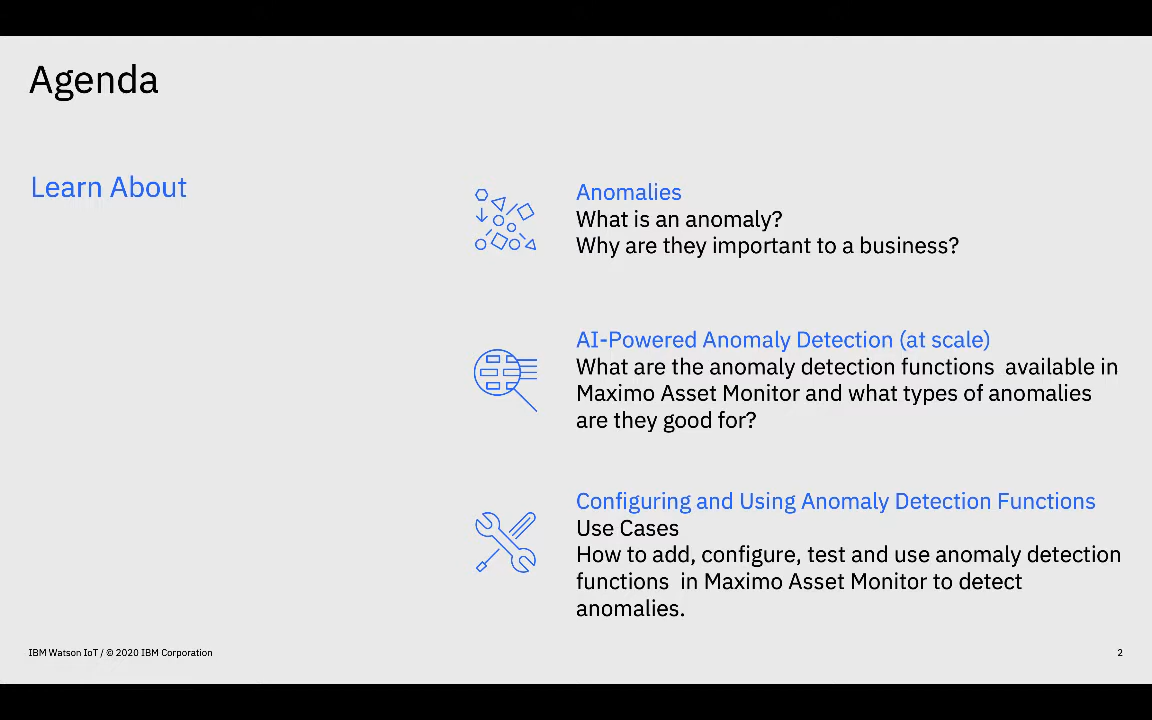 Agenda
Learn About
Anomalies
What is an anomaly?
Why are they important to a business?
AI-Powered Anomaly Detection (at scale)
What are the anomaly detection functions  available in
Maximo Asset Monitor and what types of anomalies
are they good for?
Configuring and Using Anomaly Detection Functions
Use Cases
How to add, configure, test and use anomaly detection
functions  in Maximo Asset Monitor to detect
anomalies.
IBM Watson IoT / © 2020 IBM Corporation
2